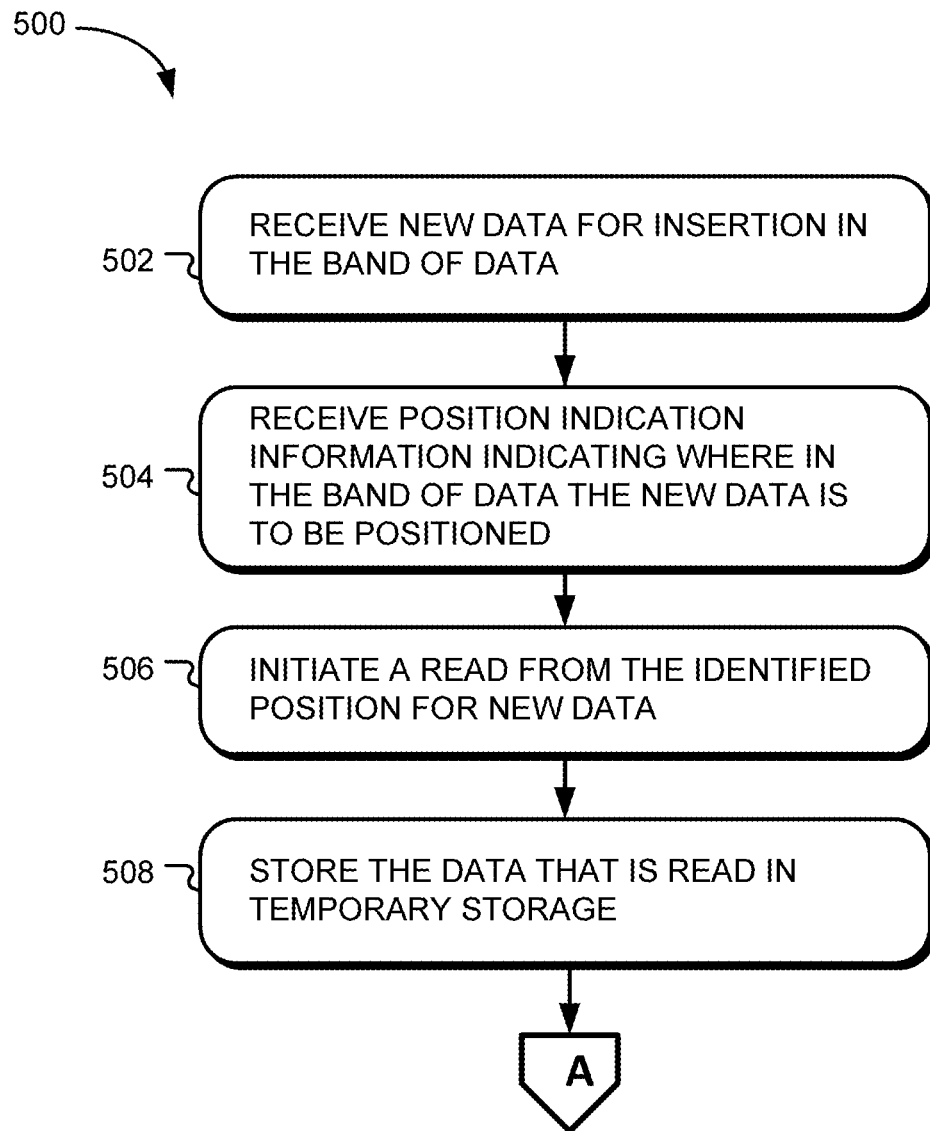 500
RECEIVE NEW DATA FOR INSERTION IN
THE BAND OF DATA
502
RECEIVE POSITION INDICATION
INFORMATION INDICATING WHERE IN
THE BAND OF DATA THE NEW DATA IS
TO BE POSITIONED
504
INITIATE A READ FROM THE IDENTIFIED
POSITION FOR NEW DATA
506
STORE THE DATA THAT IS READ IN
TEMPORARY STORAGE
508
A